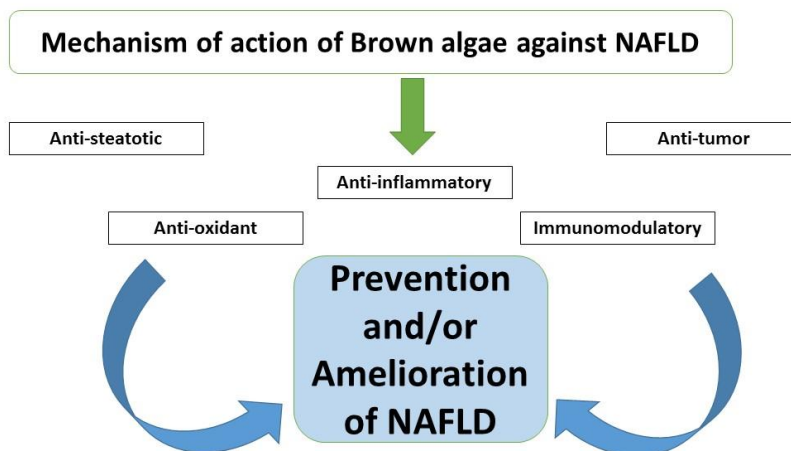 Mechanism of action of Brown algae against NAFLD
Anti-steatotic
Anti-tumor
Anti-inflammatory
Anti-oxidant
Immunomodulatory
Prevention
and/or
Amelioration
of NAFLD